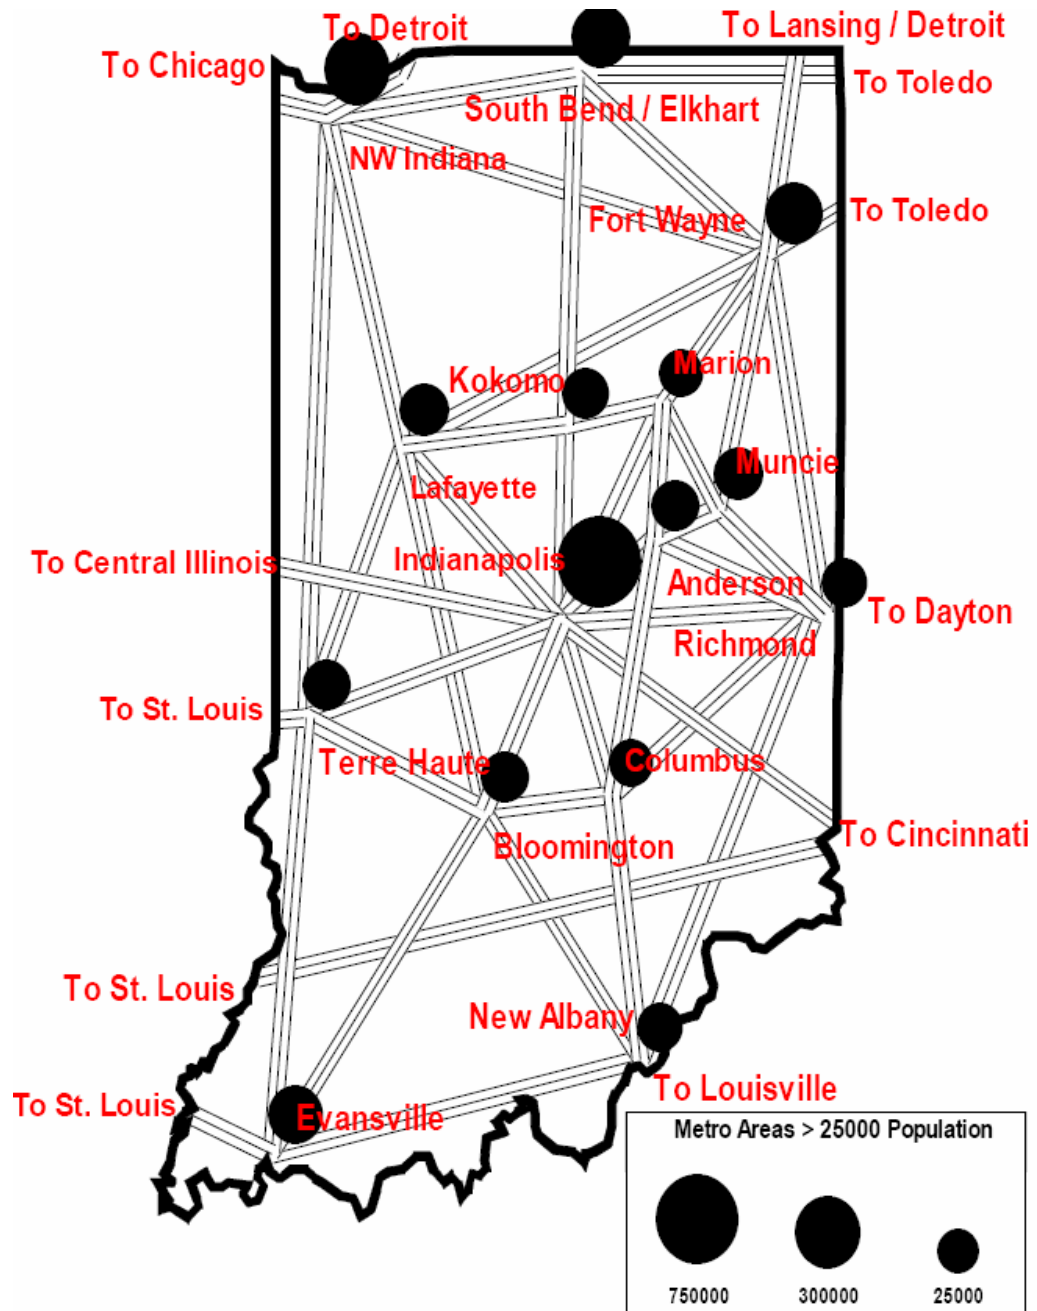 To Detroit
To Lansing / Detroit
To Chicago
To Toledo
South Bend / Elkhart
NW Indiana
Fort Wayne
To Toledo
Marion
Kokomo
Muncie
Lafayette
To Central Illinois
Indianapolis
Anderson
To Dayton
Richmond
To St. Louis
Terre Haute
Columbus
To Cincinnati
Bloomington
To St. Louis
New Albany
To Louisville
To St. Louis
Evansville
Metro Areas > 25000 Population
750000 300000 25000